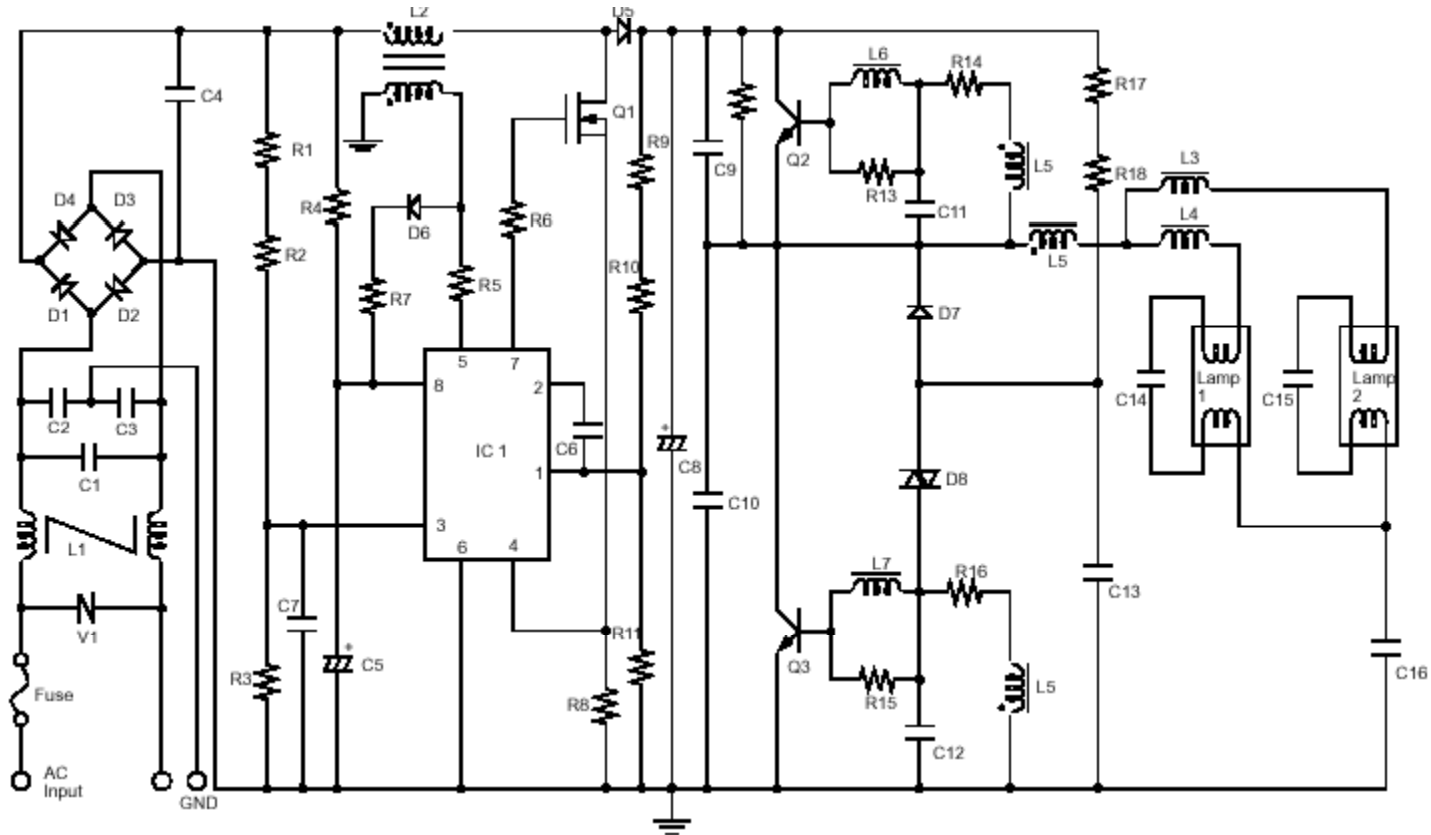 L2
D5
C4
R1
D4
D3
R4
D6
R2
R7
R5
R6
Q1
R9
R10
D1
D2
C2
C3
C1
L1
V1
Fuse
AC
Input
GND
5
7
8
2
IC 1
1
3
6
4
C6
C7
R3
C5
R8
R11
C8
C9
C10
Q2
L6
R14
R13
C11
L5
L5
D7
D8
L7
R16
Q3
R15
C12
L5
R17
R18
L3
L4
C13
C14
Lamp
1
C15
Lamp
2
C16